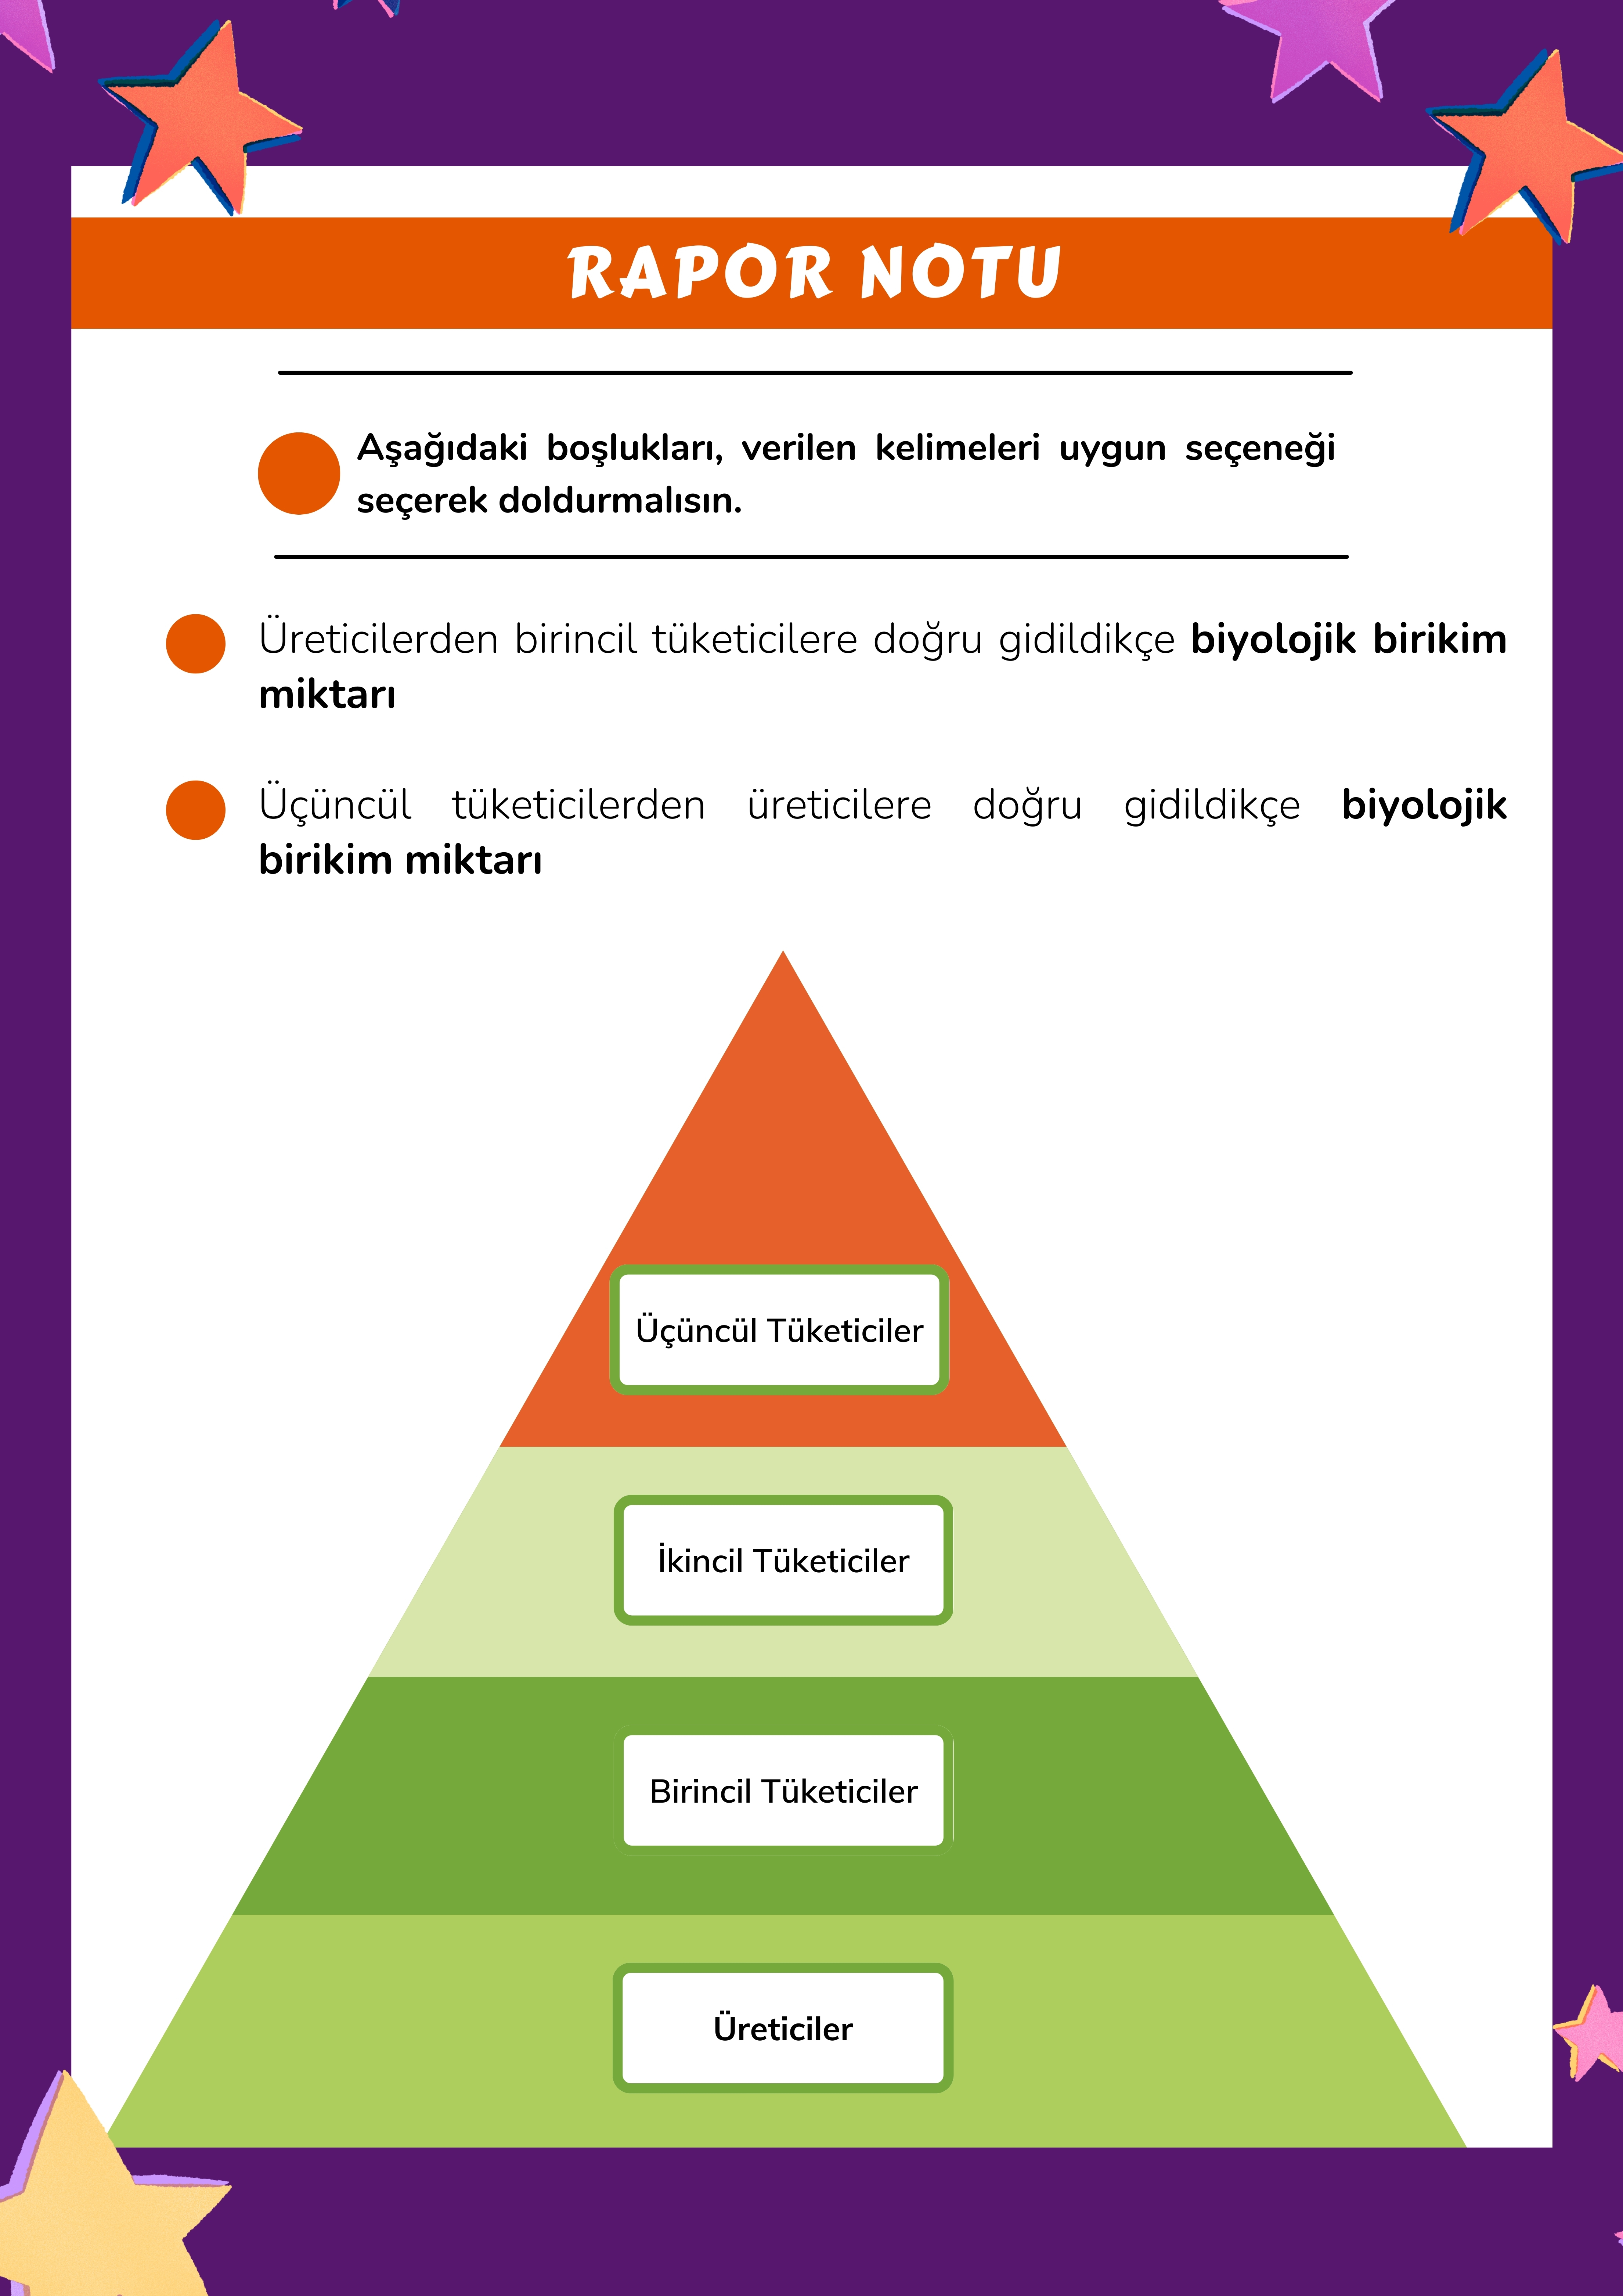 RAPOR NOTU
Aşağıdaki boşlukları, verilen kelimeleri uygun seçeneği
seçerek doldurmalısın.
Üreticilerden birincil tüketicilere doğru gidildikçe biyolojik birikim
miktarı
Üçüncül tüketicilerden üreticilere doğru gidildikçe biyolojik
birikim miktarı
Üçüncül Tüketiciler
İkincil Tüketiciler
Birincil Tüketiciler
Üreticiler